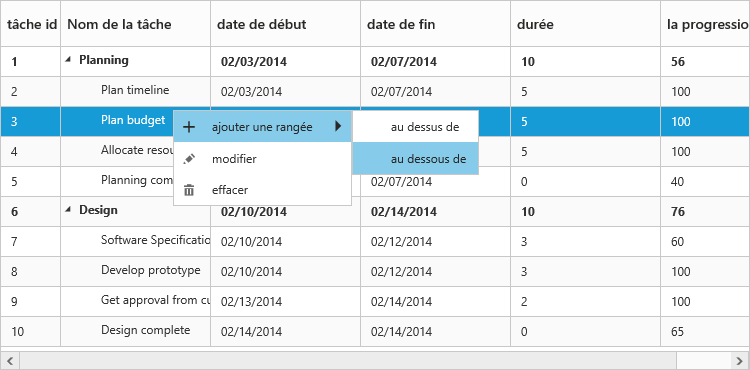 tâche id Nom de la tâche date de début date de fin durée la progressio
1 Planning 02/03/2014 02/07/2014 10 56
2 Plan timeline 02/03/2014 02/07/2014 5 100
3 Plan budget 5 100
ajouter une rangée au dessus de
4 Allocate resou 5 100
modifier au dessous de
5 Planning com 02/07/2014 0 40
effacer
6 Design 02/10/2014 02/14/2014 10 76
7 Software Specificatio 02/10/2014 02/12/2014 3 60
8 Develop prototype 02/10/2014 02/12/2014 3 100
9 Get approval from cu 02/13/2014 02/14/2014 2 100
10 Design complete 02/14/2014 02/14/2014 0 65